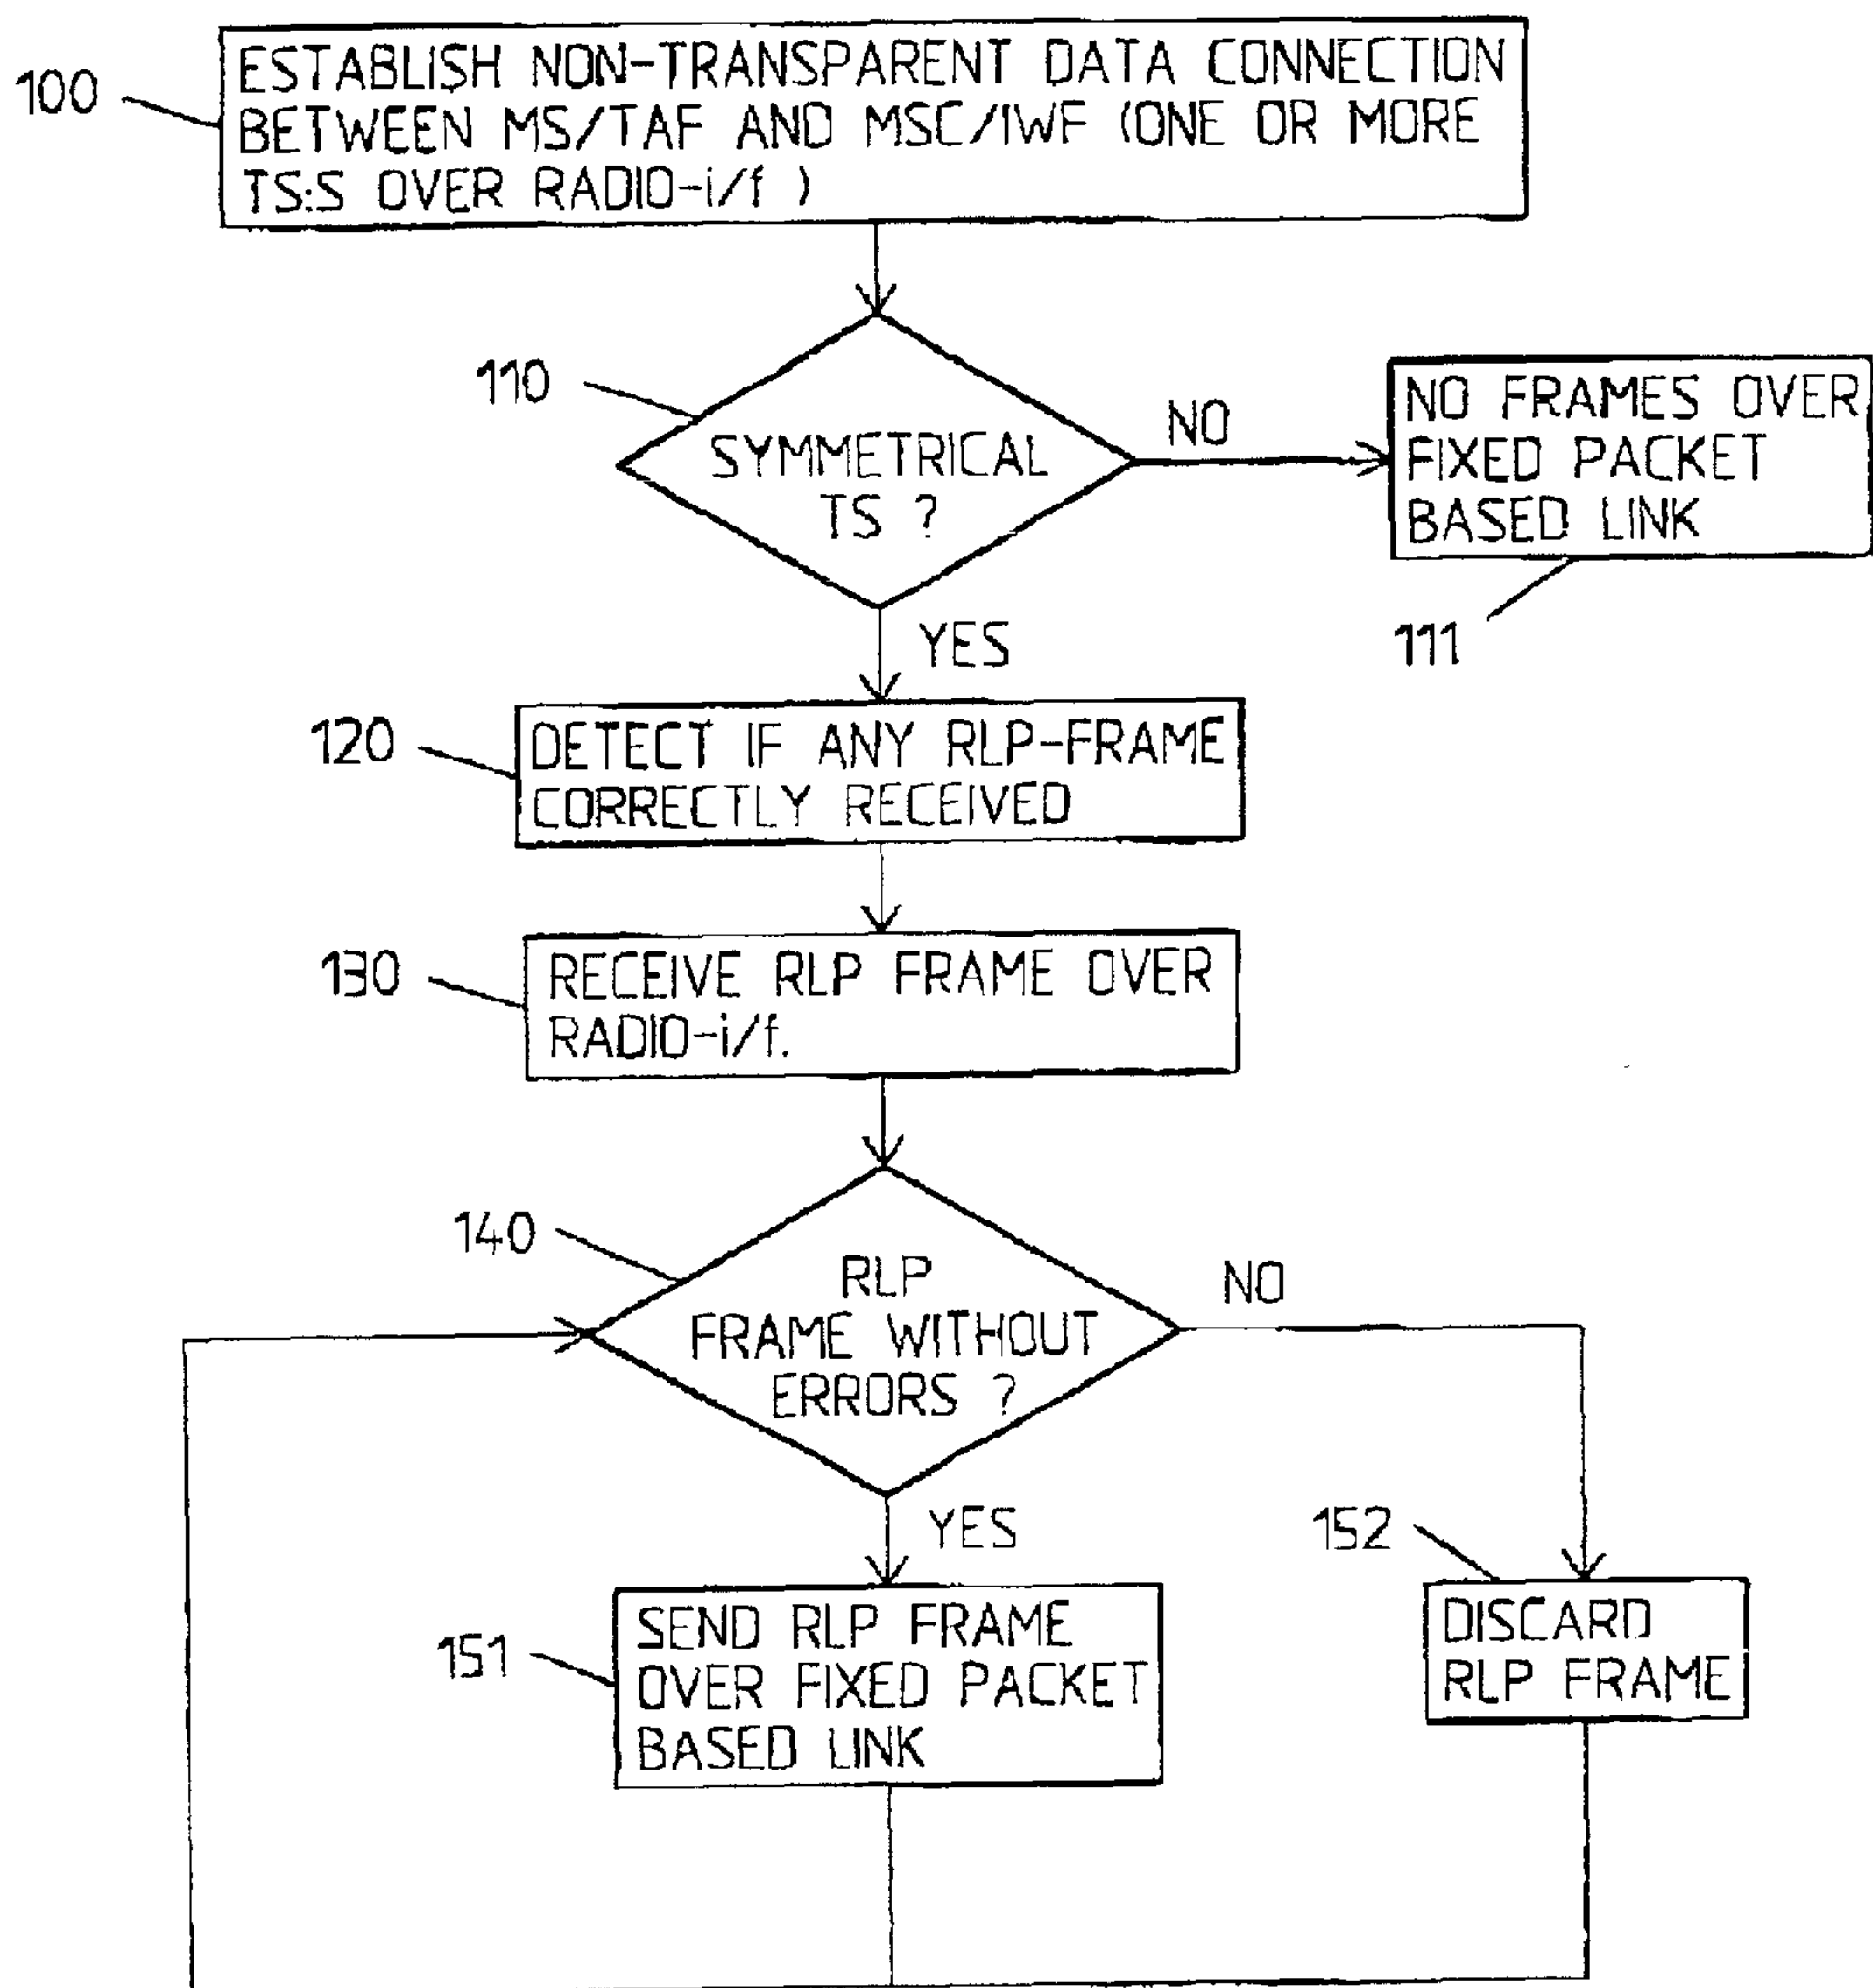 100
ESTABLISH NON-TRANSPARENT DATA CONNECTION
BETWEEN MS/TAF AND MSC/IWF (ONE OR MORE
TS:S OVER RADIO-i/f )
110
SYMMETRICAL
TS ?
NO
NO FRAMES OVER
FIXED PACKET
BASED LINK
111
YES
120
DETECT IF ANY RLP-FRAME
CORRECTLY RECEIVED
130
RECEIVE RLP FRAME OVER
RADIO-i/f.
140
RLP
FRAME WITHOUT
ERRORS ?
NO
YES
151
SEND RLP FRAME
OVER FIXED PACKET
BASED LINK
152
DISCARD
RLP FRAME